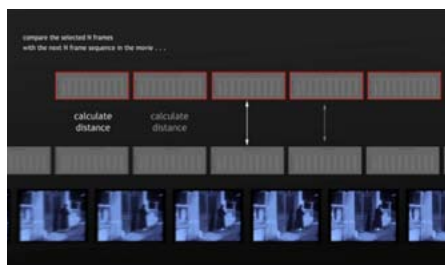 compare the selected N frames
with the next N frame sequence in the movie . . .
calculate
distance
calculate
distance